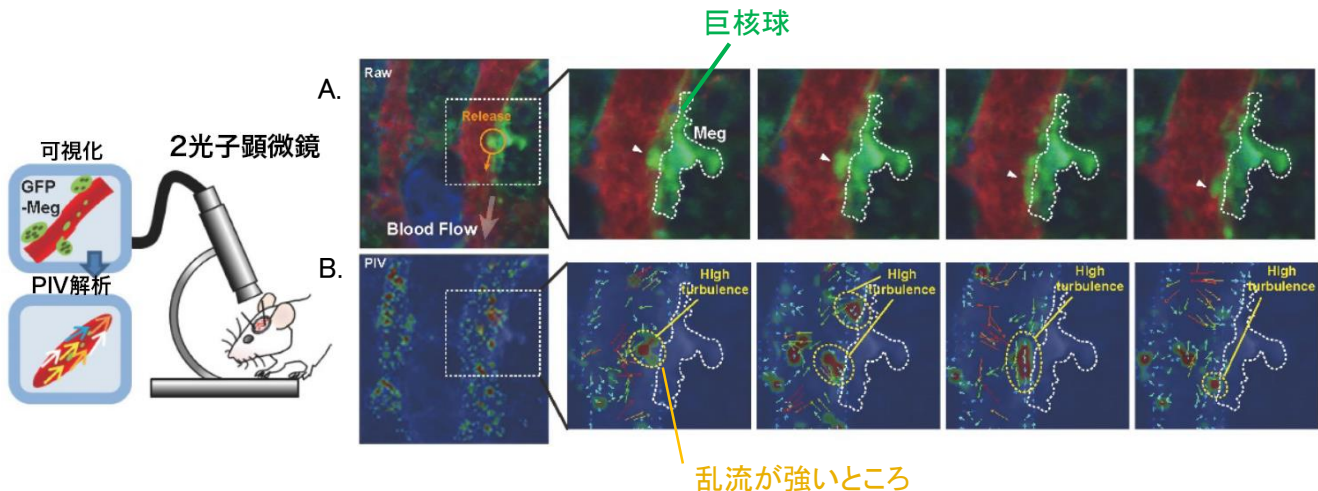 巨核球
A.
Raw
Release
Meg
2光子顕微鏡
可視化
GFP
-Meg
Blood Flow
PIV解析
B.
PIV
High
turbulence
High
turbulence
High
turbulence
High
turbulence
乱流が強いところ